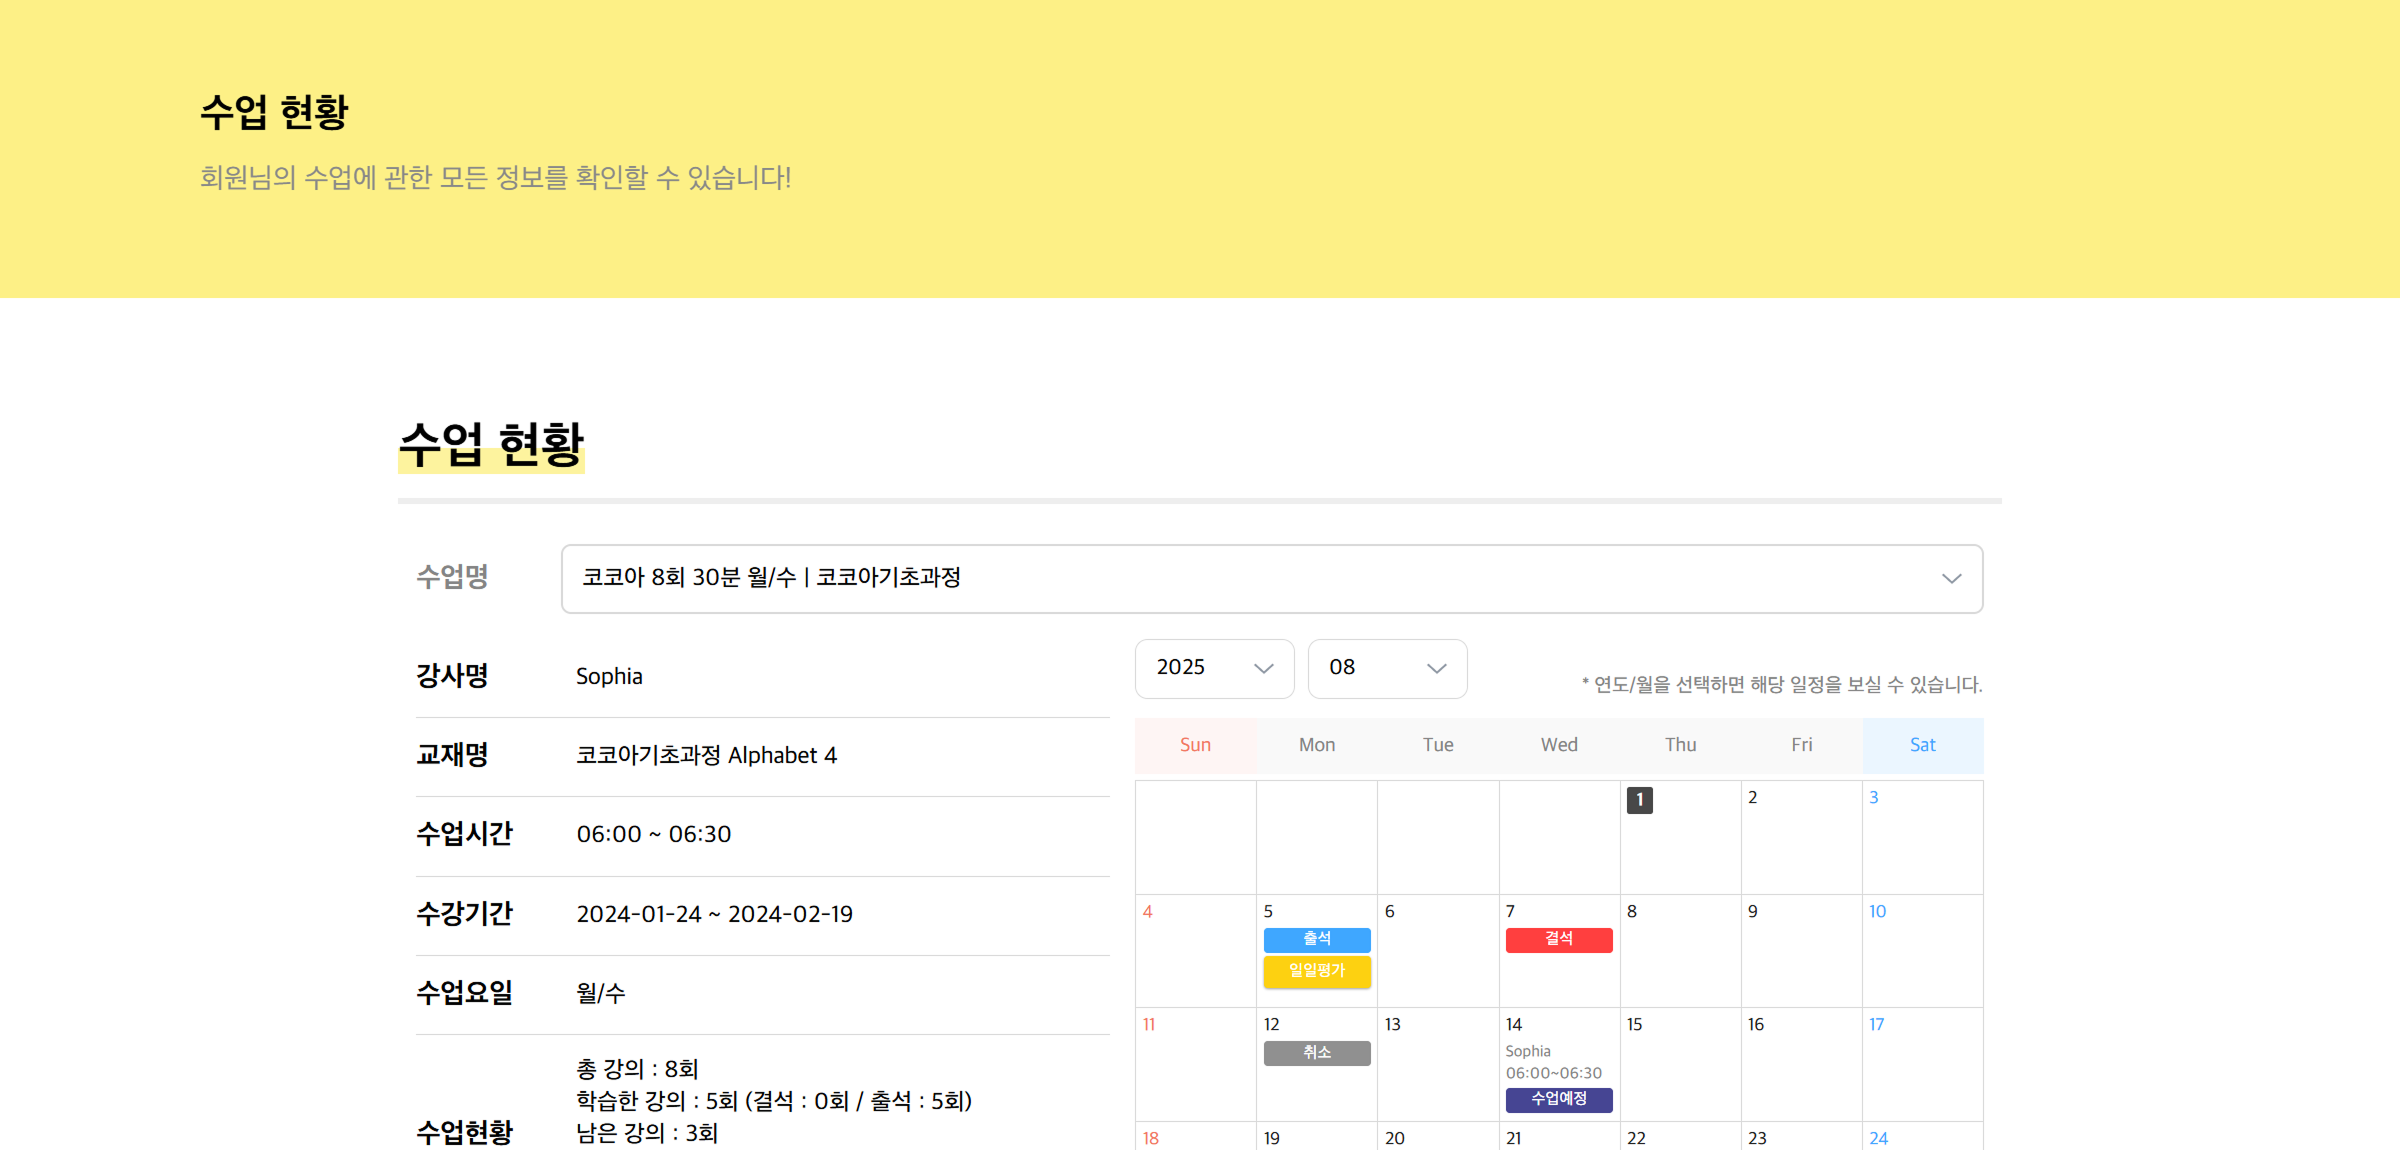 수업 현황
회원님의 수업에 관한 모든 정보를 확인할 수 있습니다!
수업 현황
수업명 코코아 8회 30분 월/수 | 코코아기초과정
강사명 Sophia
교재명 코코아기초과정 Alphabet 4
수업시간 06:00 ~ 06:30
수강기간 2024-01-24 ~ 2024-02-19
수업요일 월/수
수업현황
총 강의 : 8회
학습한 강의 : 5회 (결석 : 0회 / 출석 : 5회)
남은 강의 : 3회
2025 08
* 연도/월을 선택하면 해당 일정을 보실 수 있습니다.
Sun Mon Tue Wed Thu Fri Sat
1 2 3
4 5 6 7 8 9 10
출석 결석
일일평가
11 12 13 14 15 16 17
취소 Sophia
06:00~06:30
수업예정
18 19 20 21 22 23 24